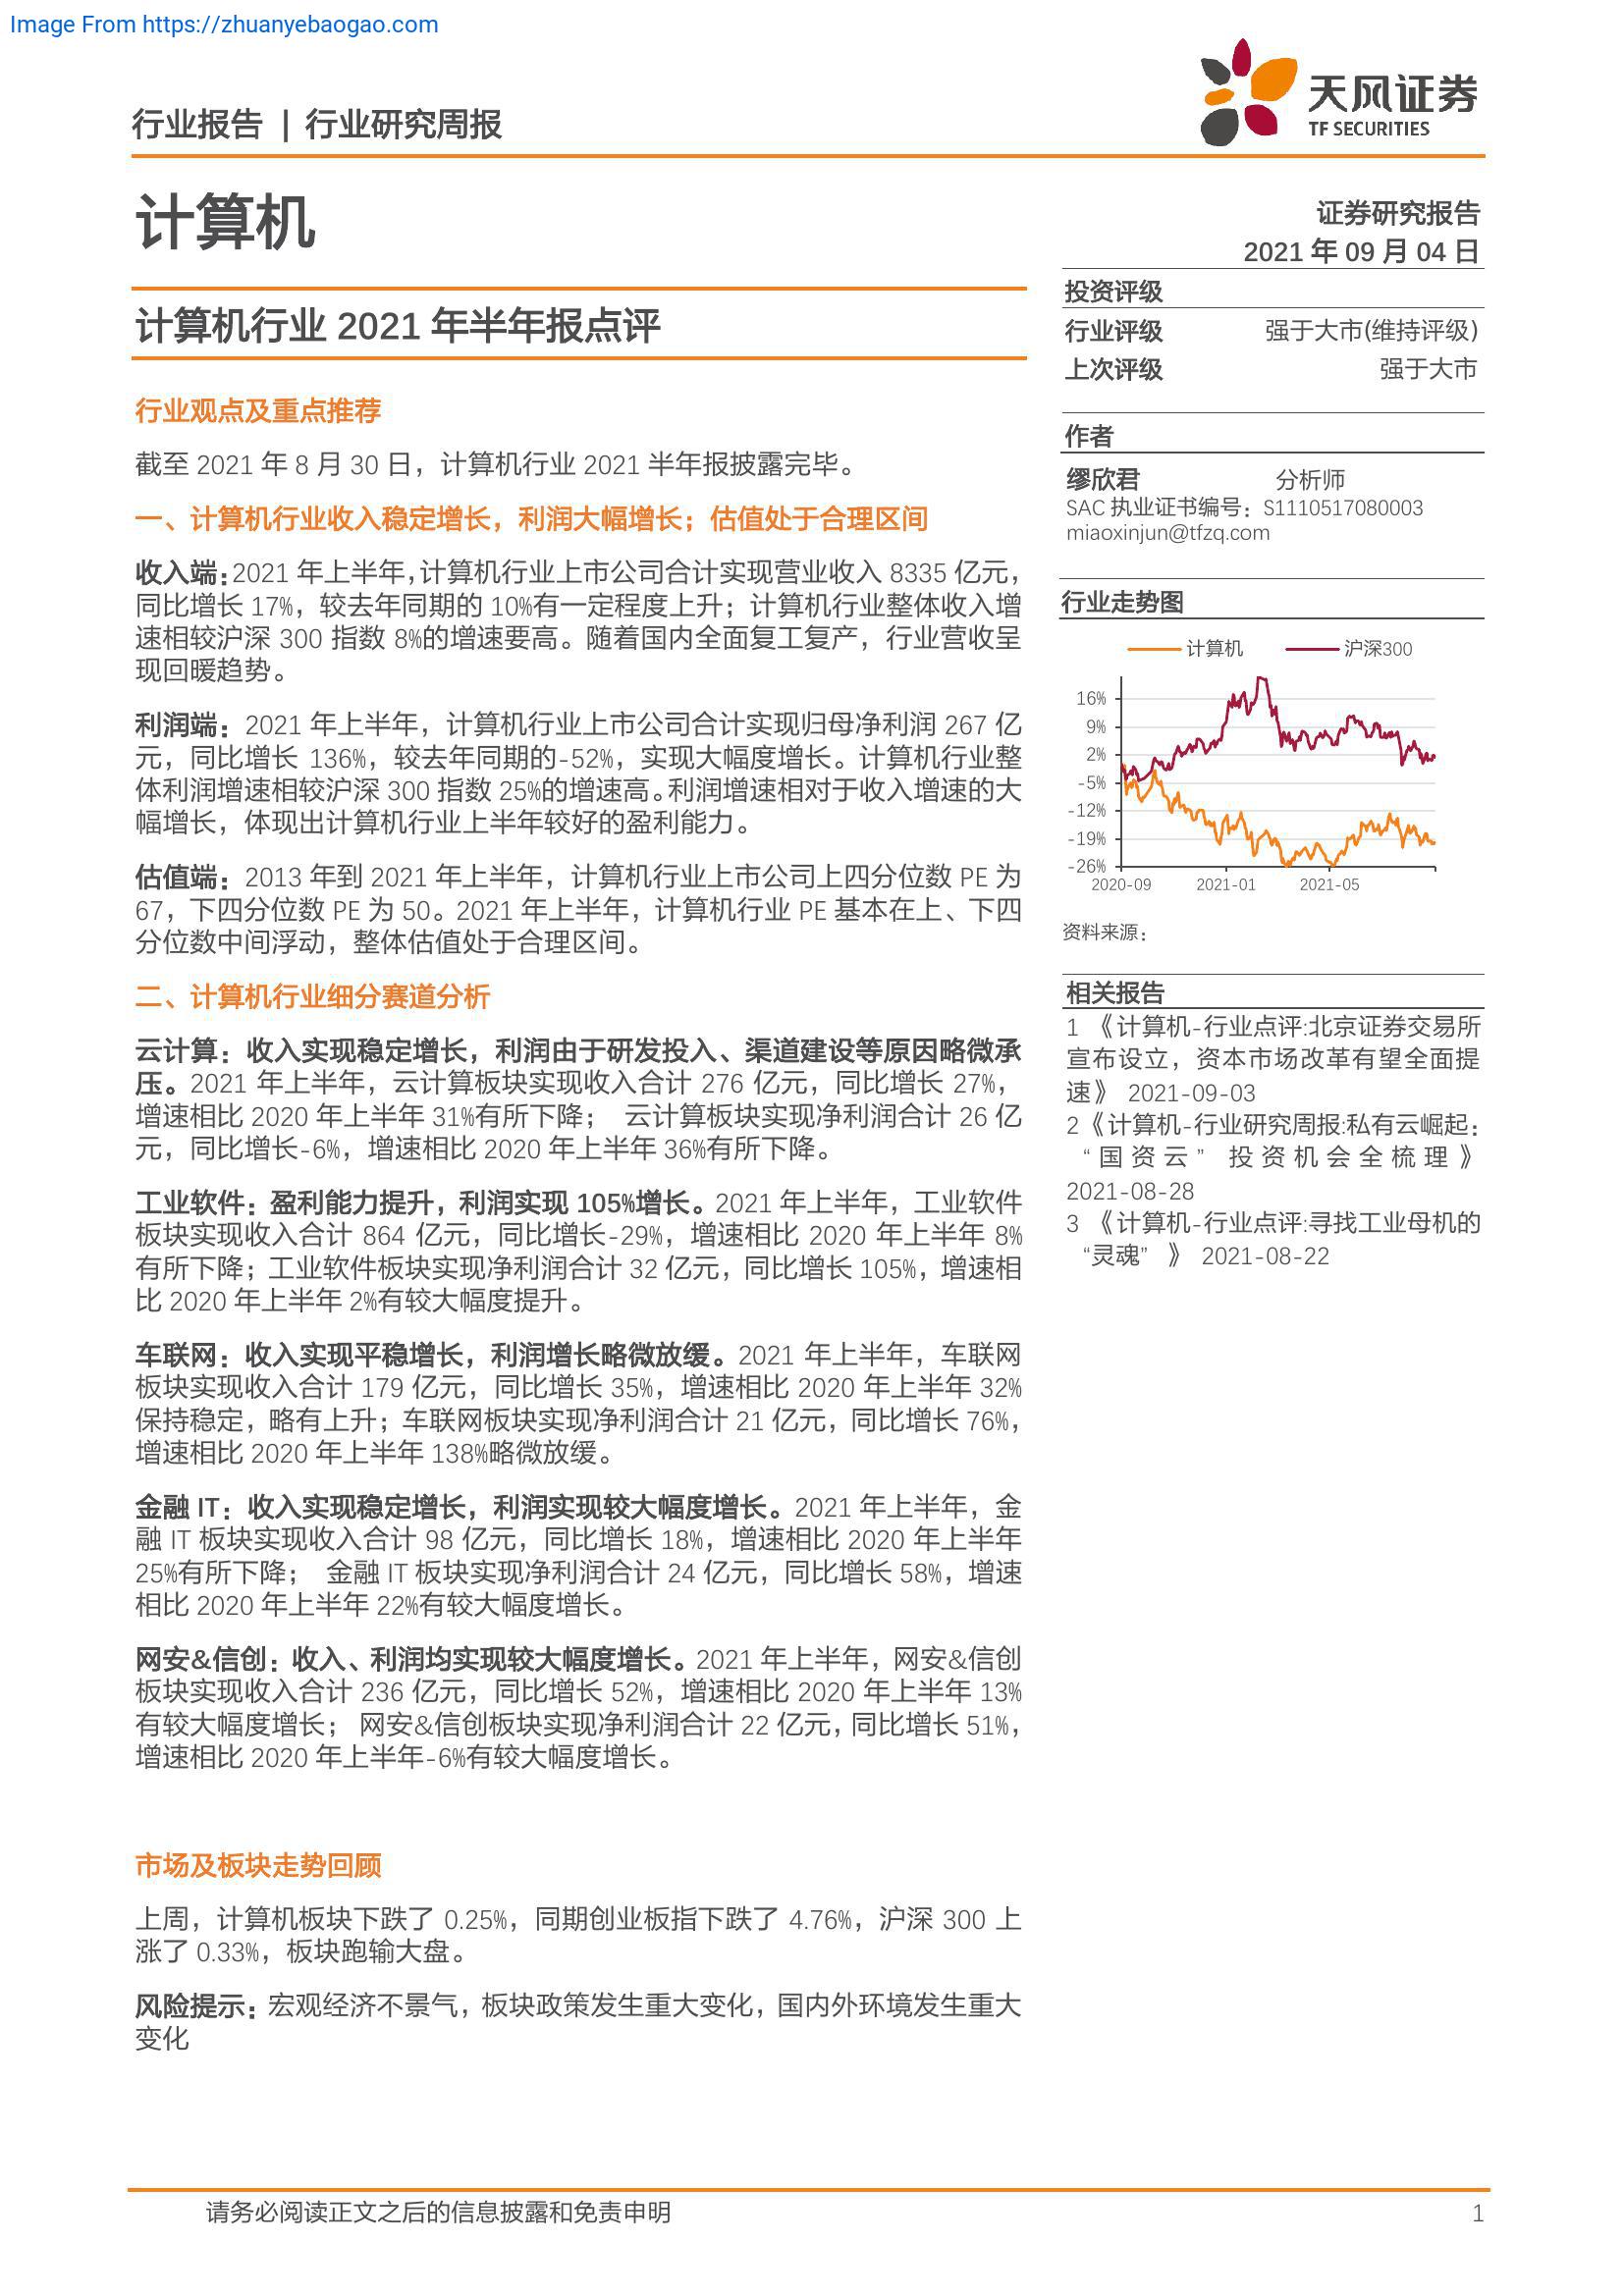 Image From https://zhuanyebaogao.com
行业报告 | 行业研究周报
天风证券
TF SECURITIES
计算机
证券研究报告
2021 年 09 月 04 日
计算机行业 2021 年半年报点评
行业观点及重点推荐
截至 2021 年 8 月 30 日，计算机行业 2021 半年报披露完毕。
一、计算机行业收入稳定增长，利润大幅增长；估值处于合理区间
收入端：2021 年上半年，计算机行业上市公司合计实现营业收入 8335 亿元，
同比增长 17%，较去年同期的 10%有一定程度上升；计算机行业整体收入增
速相较沪深 300 指数 8%的增速要高。随着国内全面复工复产，行业营收呈
现回暖趋势。
利润端：2021 年上半年，计算机行业上市公司合计实现归母净利润 267 亿
元，同比增长 136%，较去年同期的-52%，实现大幅度增长。计算机行业整
体利润增速相较沪深 300 指数 25%的增速高。利润增速相对于收入增速的大
幅增长，体现出计算机行业上半年较好的盈利能力。
估值端：2013 年到 2021 年上半年，计算机行业上市公司上四分位数 PE 为
67，下四分位数 PE 为 50。2021 年上半年，计算机行业 PE 基本在上、下四
分位数中间浮动，整体估值处于合理区间。
二、计算机行业细分赛道分析
云计算：收入实现稳定增长，利润由于研发投入、渠道建设等原因略微承
压。2021 年上半年，云计算板块实现收入合计 276 亿元，同比增长 27%，
增速相比 2020 年上半年 31%有所下降； 云计算板块实现净利润合计 26 亿
元，同比增长-6%，增速相比 2020 年上半年 36%有所下降。
工业软件：盈利能力提升，利润实现 105%增长。2021 年上半年，工业软件
板块实现收入合计 864 亿元，同比增长-29%，增速相比 2020 年上半年 8%
有所下降；工业软件板块实现净利润合计 32 亿元，同比增长 105%，增速相
比 2020 年上半年 2%有较大幅度提升。
车联网：收入实现平稳增长，利润增长略微放缓。2021 年上半年，车联网
板块实现收入合计 179 亿元，同比增长 35%，增速相比 2020 年上半年 32%
保持稳定，略有上升；车联网板块实现净利润合计 21 亿元，同比增长 76%，
增速相比 2020 年上半年 138%略微放缓。
金融 IT：收入实现稳定增长，利润实现较大幅度增长。2021 年上半年，金
融 IT 板块实现收入合计 98 亿元，同比增长 18%，增速相比 2020 年上半年
25%有所下降； 金融 IT 板块实现净利润合计 24 亿元，同比增长 58%，增速
相比 2020 年上半年 22%有较大幅度增长。
网安&信创：收入、利润均实现较大幅度增长。2021 年上半年，网安&信创
板块实现收入合计 236 亿元，同比增长 52%，增速相比 2020 年上半年 13%
有较大幅度增长； 网安&信创板块实现净利润合计 22 亿元，同比增长 51%，
增速相比 2020 年上半年-6%有较大幅度增长。
市场及板块走势回顾
上周，计算机板块下跌了 0.25%，同期创业板指下跌了 4.76%，沪深 300 上
涨了 0.33%，板块跑输大盘。
风险提示：宏观经济不景气，板块政策发生重大变化，国内外环境发生重大
变化
投资评级
行业评级 强于大市(维持评级)
上次评级 强于大市
作者
缪欣君 分析师
SAC 执业证书编号：S1110517080003
miaoxinjun@tfzq.com
行业走势图
计算机 沪深300
16%
9%
2%
-5%
-12%
-19%
-26%
2020-09 2021-01 2021-05
资料来源：
相关报告
1 《计算机-行业点评:北京证券交易所
宣布设立，资本市场改革有望全面提
速》 2021-09-03
2《计算机-行业研究周报:私有云崛起：
“国资云” 投资机会全梳理》
2021-08-28
3 《计算机-行业点评:寻找工业母机的
“灵魂” 》 2021-08-22
请务必阅读正文之后的信息披露和免责申明 1